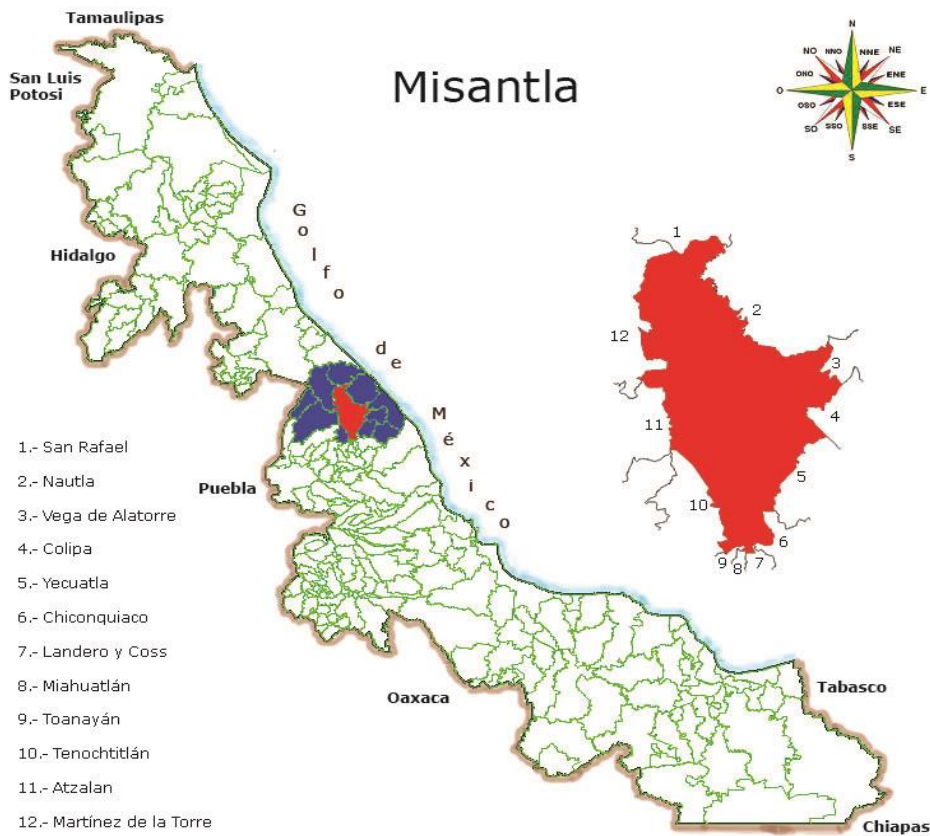 Tamaulipas
San Luis
Potosi
Misantla
N
NNO
NNE
NO
NE
ONO
ENE
O
E
OSO
ESE
SO
SSO
SSE
SE
S
Hidalgo
Golfo de México
Puebla
Oaxaca
Tabasco
Chiapas
1
2
3
4
5
6
7
8
9
10
11
12
1.- San Rafael
2.- Nautla
3.- Vega de Alatorre
4.- Colipa
5.- Yecuatla
6.- Chiconquiaco
7.- Landero y Coss
8.- Miahuatlán
9.- Toanayán
10.- Tenochtitlán
11.- Atzalan
12.- Martínez de la Torre